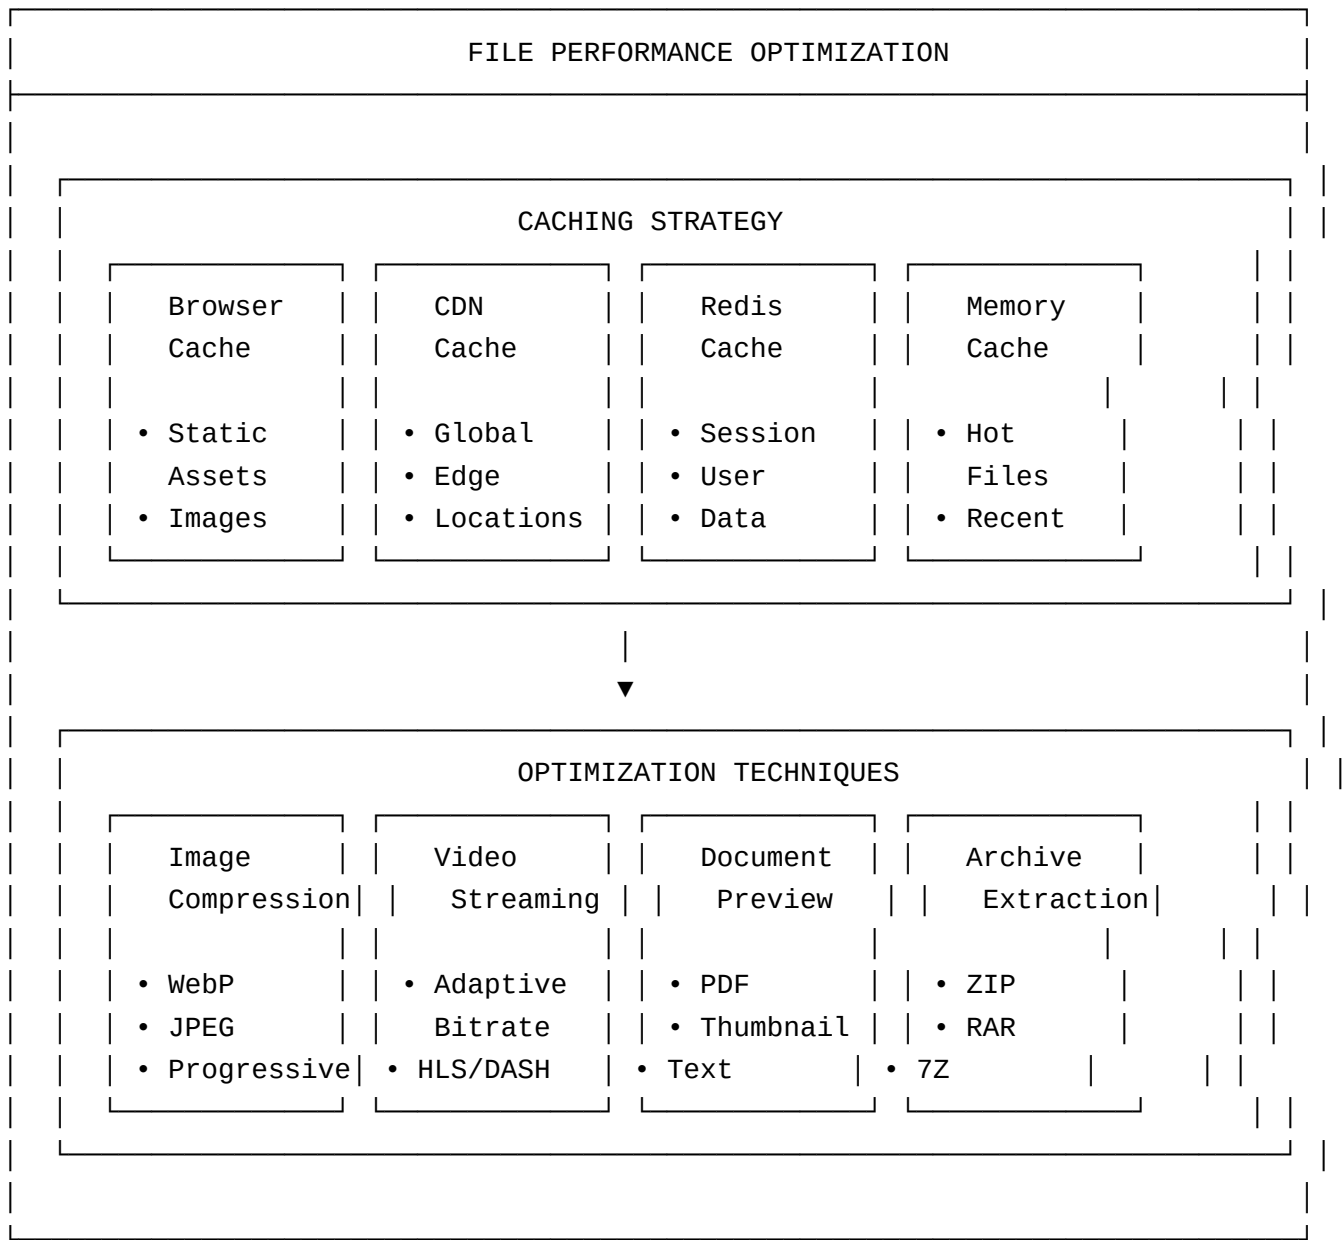 FILE PERFORMANCE OPTIMIZATION
CACHING STRATEGY
Browser CDN Redis Memory
Cache Cache Cache Cache
• Static • Global • Session • Hot
Assets • Edge • User Files
• Images • Locations • Data • Recent
▼
OPTIMIZATION TECHNIQUES
Image Video Document Archive
Compression Streaming Preview Extraction
• WebP • Adaptive • PDF • ZIP
• JPEG Bitrate • Thumbnail • RAR
• Progressive • HLS/DASH • Text • 7Z